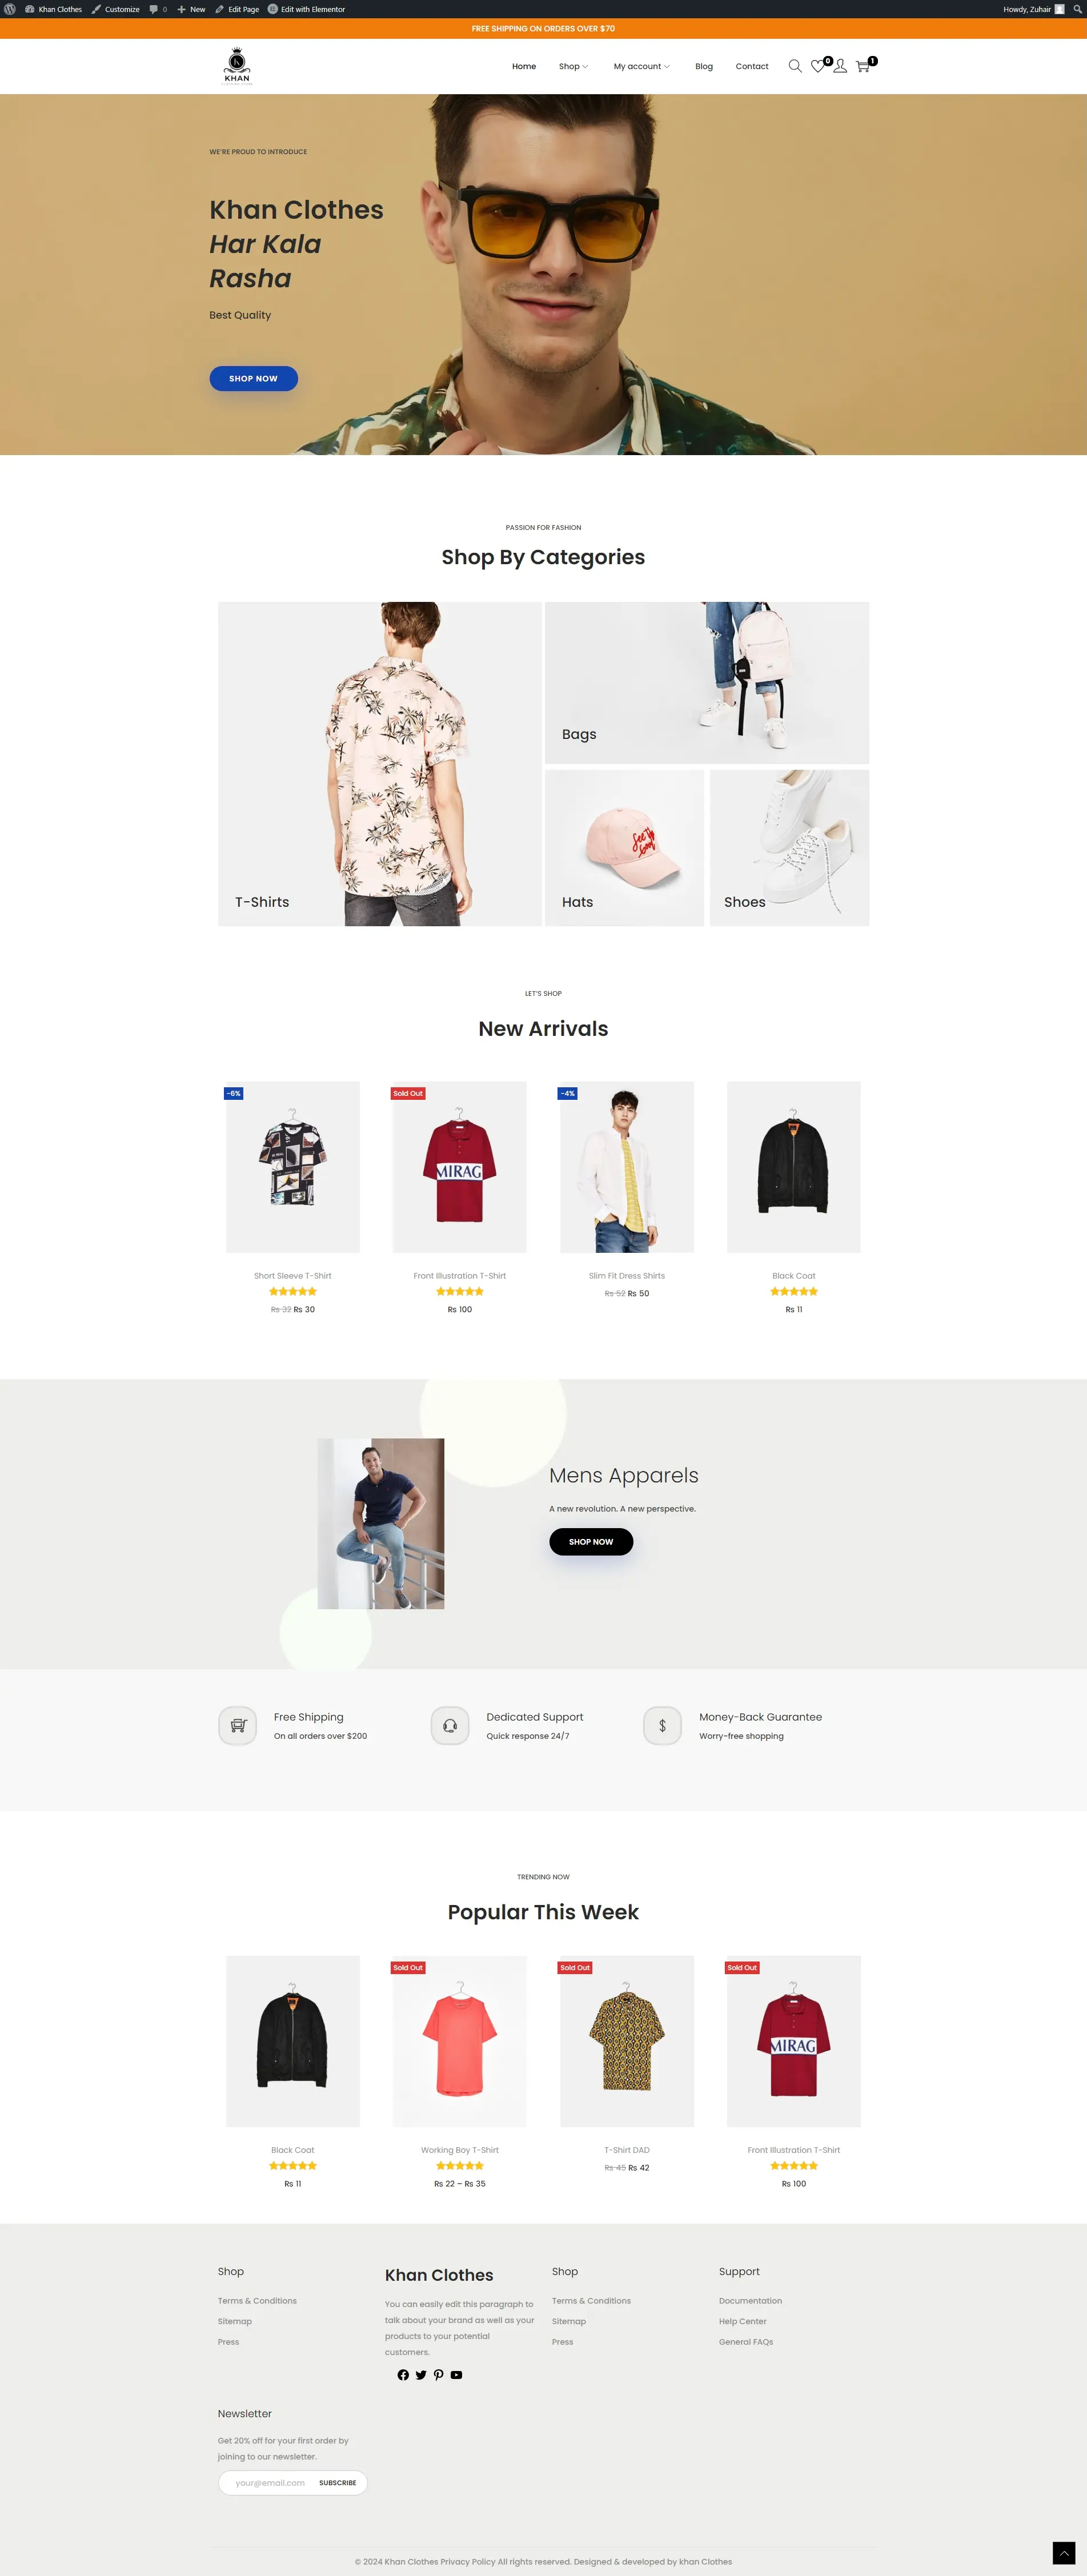 Khan Clothes Customize 0 New Edit Page Edit with Elementor Howdy, Zuhair
FREE SHIPPING ON ORDERS OVER $70
K
KHAN
Home Shop My account Blog Contact 0 1
WE'RE PROUD TO INTRODUCE
Khan Clothes
Har Kala
Rasha
Best Quality
SHOP NOW
PASSION FOR FASHION
Shop By Categories
T-Shirts
Bags
Hats
Shoes
LET'S SHOP
New Arrivals
-6%
Sold Out
-4%
MIRAG
Short Sleeve T-Shirt
₨ 32 ₨ 30
Front Illustration T-Shirt
₨ 100
Slim Fit Dress Shirts
₨ 52 ₨ 50
Black Coat
₨ 11
Mens Apparels
A new revolution. A new perspective.
SHOP NOW
Free Shipping
On all orders over $200
Dedicated Support
Quick response 24/7
Money-Back Guarantee
Worry-free shopping
TRENDING NOW
Popular This Week
Sold Out
Sold Out
Sold Out
MIRAG
Black Coat
₨ 11
Working Boy T-Shirt
₨ 22 – ₨ 35
T-Shirt DAD
₨ 45 ₨ 42
Front Illustration T-Shirt
₨ 100
Shop
Terms & Conditions
Sitemap
Press
Khan Clothes
You can easily edit this paragraph to
talk about your brand as well as your
products to your potential
customers.
Shop
Terms & Conditions
Sitemap
Press
Support
Documentation
Help Center
General FAQs
Newsletter
Get 20% off for your first order by
joining to our newsletter.
your@email.com SUBSCRIBE
© 2024 Khan Clothes Privacy Policy All rights reserved. Designed & developed by khan Clothes